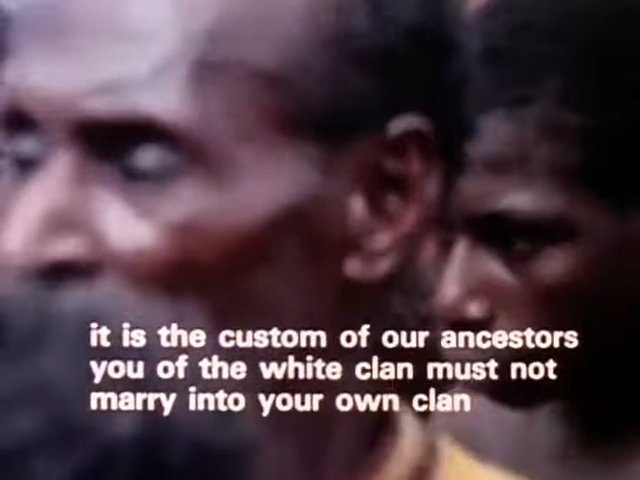 it is the custom of our ancestors
you of the white clan must not
marry into your own clan